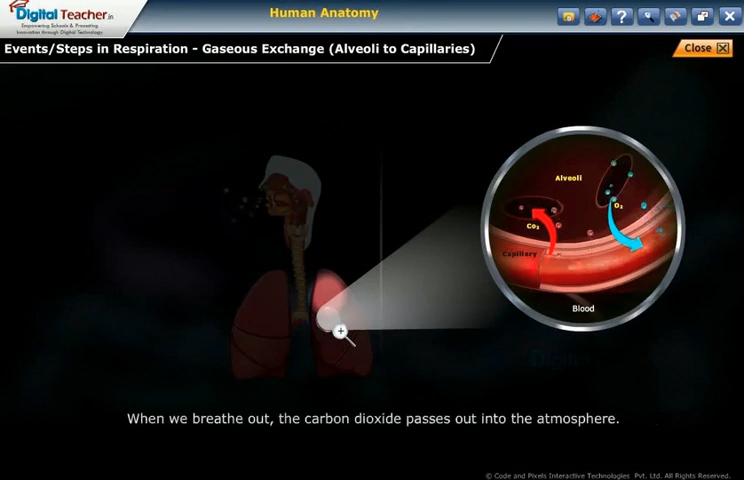 Digital Teacher.in
Empowering Schools & Promoting
Innovation through Digital Technology
Human Anatomy
Events/Steps in Respiration - Gaseous Exchange (Alveoli to Capillaries)
Close
Alveoli
O₂
Co₂
Capillary
Blood
Digital
When we breathe out, the carbon dioxide passes out into the atmosphere.
© Code and Pixels Interactive Technologies Pvt. Ltd. All Rights Reserved.